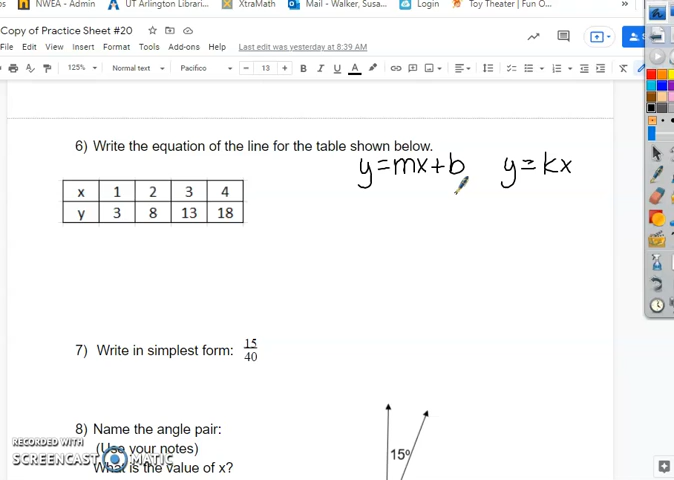 NWEA - Admin UT Arlington Librari... XtraMath Mail - Walker, Susa... Login Toy Theater | Fun O...
Copy of Practice Sheet #20
File Edit View Insert Format Tools Add-ons Help Last edit was yesterday at 8:39 AM
125% Normal text Pacifico 13 B I U A
6) Write the equation of the line for the table shown below.
y=mx+b y=kx
x 1 2 3 4
y 3 8 13 18
7) Write in simplest form: 15
40
8) Name the angle pair:
(Use your notes)
What is the value of x?
15º
RECORDED WITH
SCREENCAST MATIC